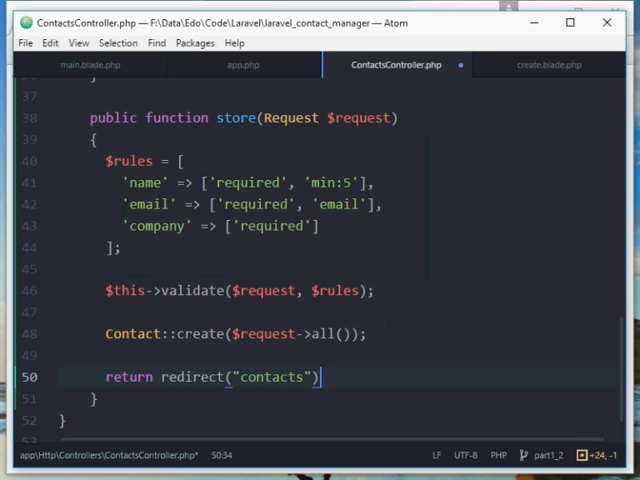 ContactsController.php — F:\Data\Edo\Code\Laravel\laravel_contact_manager — Atom
File Edit View Selection Find Packages Help
main.blade.php app.php ContactsController.php create.blade.php
37
38 public function store(Request $request)
39 {
40 $rules = [
41 'name' => ['required', 'min:5'],
42 'email' => ['required', 'email'],
43 'company' => ['required']
44 ];
45
46 $this->validate($request, $rules);
47
48 Contact::create($request->all());
49
50 return redirect("contacts")
51 }
52 }
53
app\Http\Controllers\ContactsController.php* 50:34 LF UTF-8 PHP part1_2 +24, -1